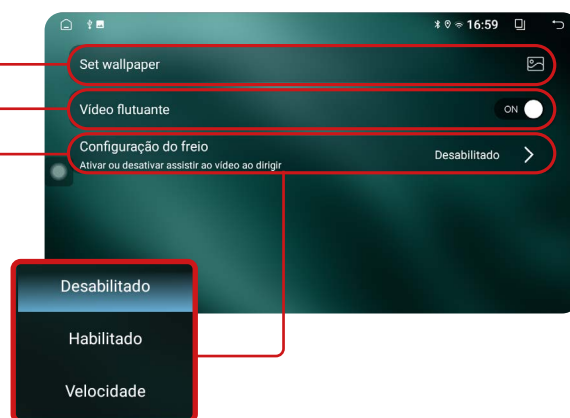 16:59
Set wallpaper
Vídeo flutuante
ON
Configuração do freio
Ativar ou desativar assistir ao vídeo ao dirigir
Desabilitado
Desabilitado
Habilitado
Velocidade